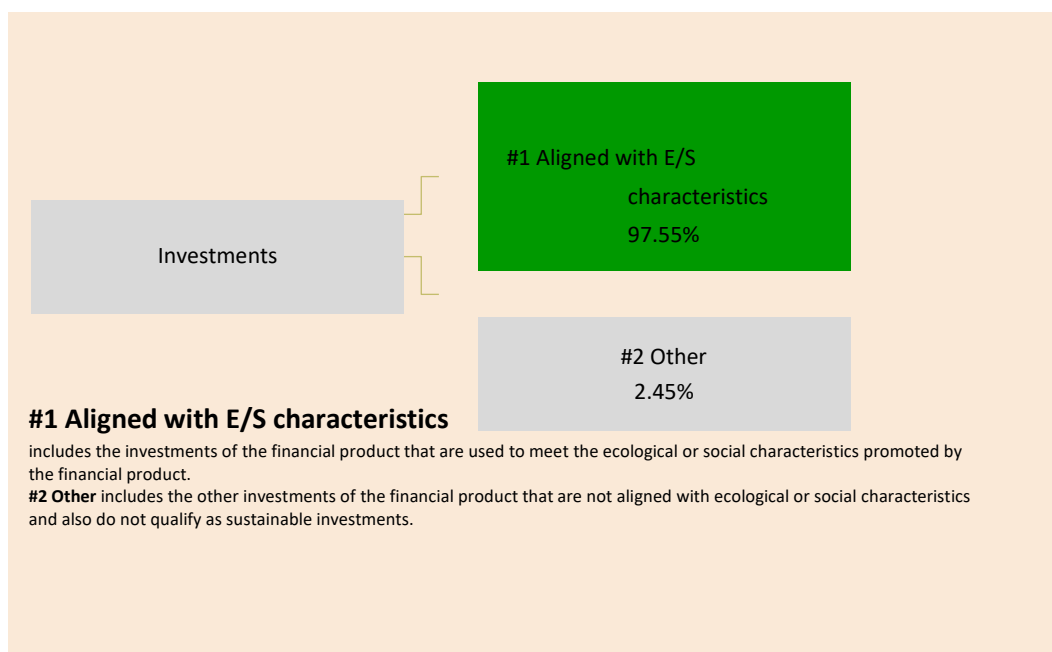 #1 Aligned with E/S
characteristics
97.55%
Investments
#2 Other
2.45%
#1 Aligned with E/S characteristics
includes the investments of the financial product that are used to meet the ecological or social characteristics promoted by
the financial product.
#2 Other includes the other investments of the financial product that are not aligned with ecological or social characteristics
and also do not qualify as sustainable investments.